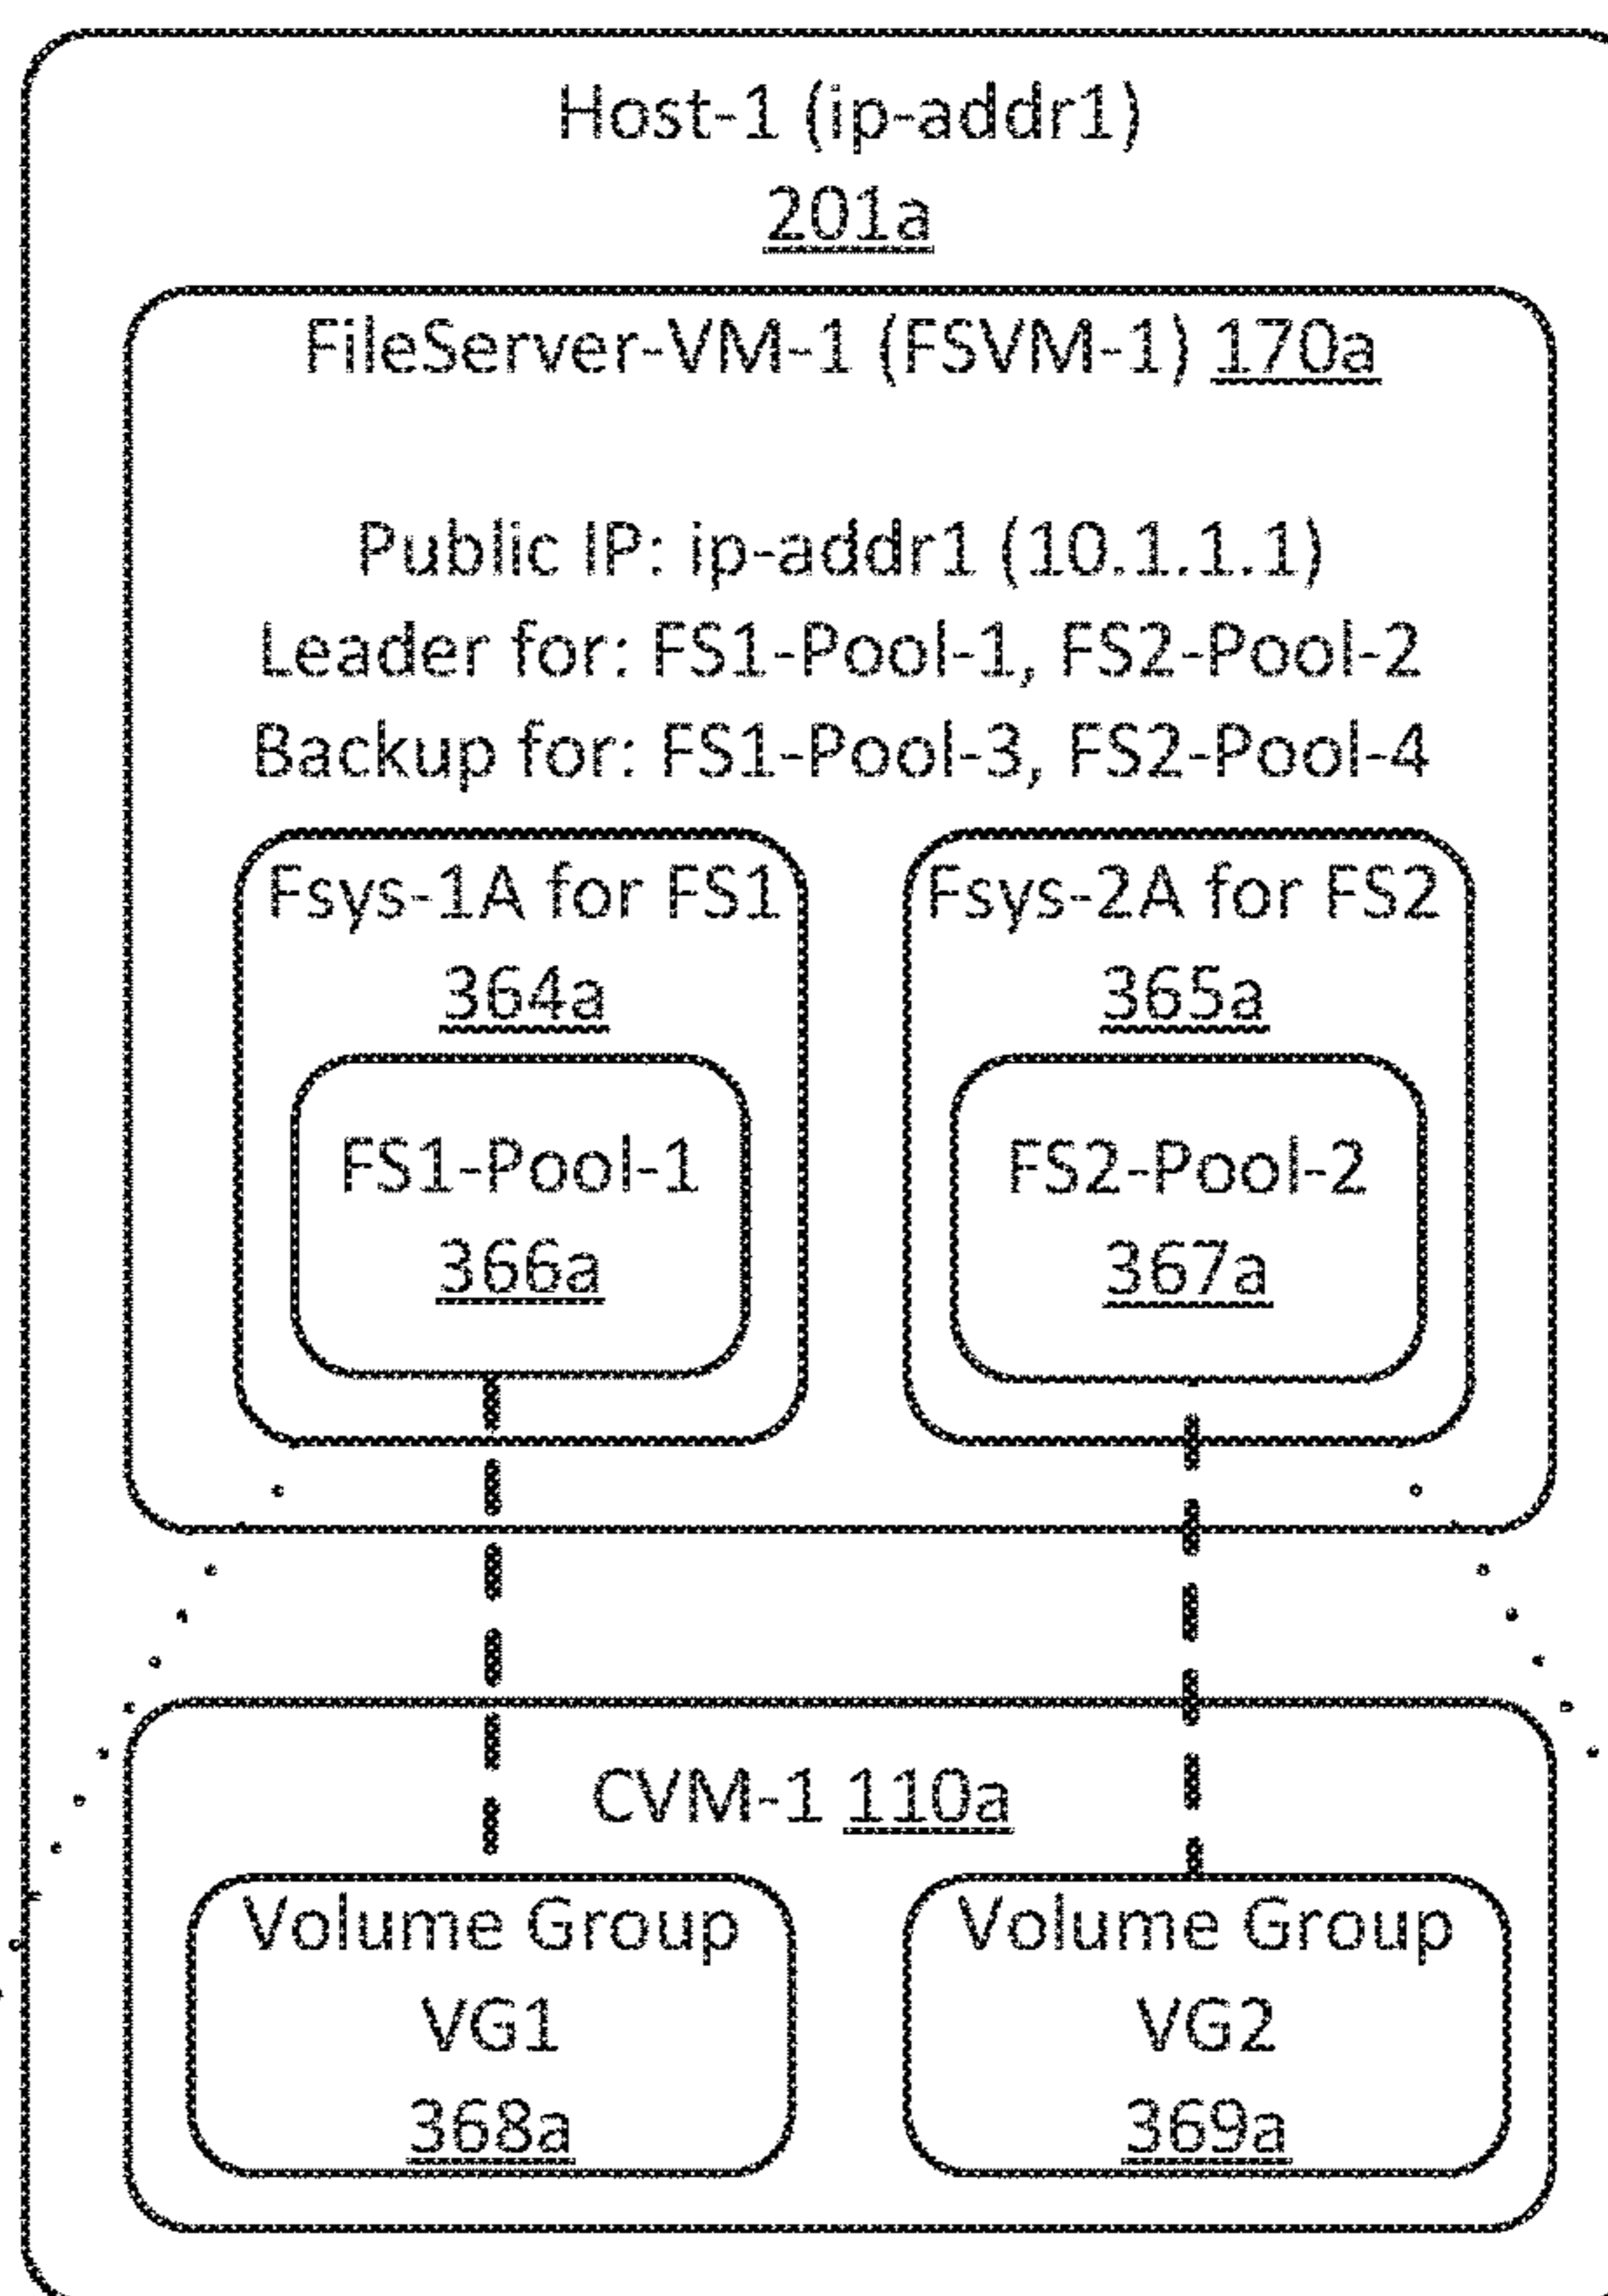 Host-1 (ip-addr1)
201a
FileServer-VM-1 (FSVM-1) 170a
Public IP: ip-addr1 (10.1.1.1)
Leader for: FS1-Pool-1, FS2-Pool-2
Backup for: FS1-Pool-3, FS2-Pool-4
Fsys-1A for FS1
364a
FS1-Pool-1
366a
Fsys-2A for FS2
365a
FS2-Pool-2
367a
CVM-1 110a
Volume Group
VG1
368a
Volume Group
VG2
369a